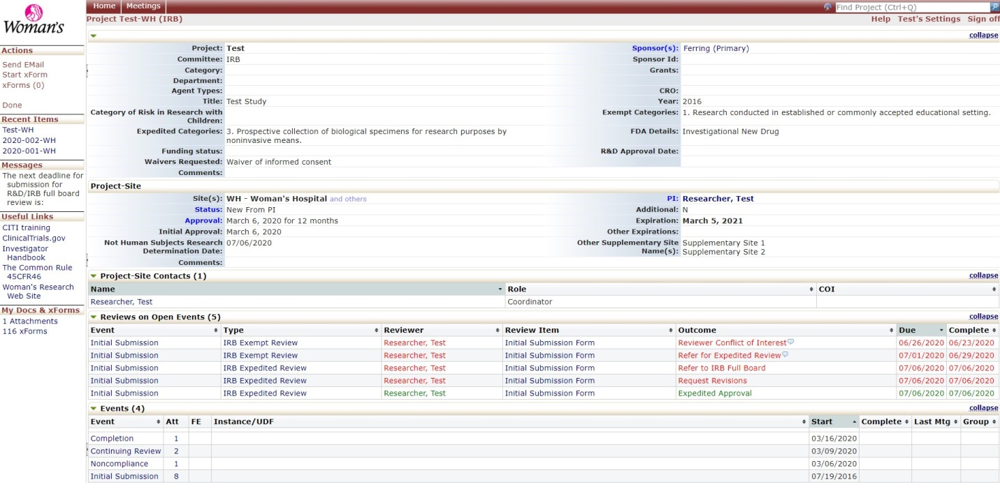 Woman's
Home Meetings Find Project (Ctrl+Q)
Project Test-WH (IRB) Help Test's Settings Sign off
Actions
Send EMail
Start xForm
xForms (0)
Done
Recent Items
Test-WH
2020-002-WH
2020-001-WH
Messages
The next deadline for
submission for
R&D/IRB full board
review is:
Useful Links
CITI training
ClinicalTrials.gov
Investigator
Handbook
The Common Rule
45CFR46
Woman's Research
Web Site
My Docs & xForms
1 Attachments
116 xForms
collapse
Project: Test Sponsor(s): Ferring (Primary)
Committee: IRB Sponsor Id:
Category: Grants:
Department:
Agent Types: CRO:
Title: Test Study Year: 2016
Category of Risk in Research with Exempt Categories: 1. Research conducted in established or commonly accepted educational setting.
Children:
Expedited Categories: 3. Prospective collection of biological specimens for research purposes by FDA Details: Investigational New Drug
noninvasive means.
Funding status: R&D Approval Date:
Waivers Requested: Waiver of informed consent
Comments:
Project-Site
Site(s): WH - Woman's Hospital and others PI: Researcher, Test
Status: New From PI Additional: N
Approval: March 6, 2020 for 12 months Expiration: March 5, 2021
Initial Approval: March 6, 2020 Other Expirations:
Not Human Subjects Research 07/06/2020 Other Supplementary Site Supplementary Site 1
Determination Date: Name(s): Supplementary Site 2
Comments:
Project-Site Contacts (1) collapse
Name Role COI
Researcher, Test Coordinator
Reviews on Open Events (5) collapse
Event Type Reviewer Review Item Outcome Due Complete
Initial Submission IRB Exempt Review Researcher, Test Initial Submission Form Reviewer Conflict of Interest 06/26/2020 06/23/2020
Initial Submission IRB Exempt Review Researcher, Test Initial Submission Form Refer for Expedited Review 07/01/2020 06/29/2020
Initial Submission IRB Expedited Review Researcher, Test Initial Submission Form Refer to IRB Full Board 07/06/2020 07/06/2020
Initial Submission IRB Expedited Review Researcher, Test Initial Submission Form Request Revisions 07/06/2020 07/06/2020
Initial Submission IRB Expedited Review Researcher, Test Initial Submission Form Expedited Approval 07/06/2020 07/06/2020
Events (4) collapse
Event Att FE Instance/UDF Start Complete Last Mtg Group
Completion 1 03/16/2020
Continuing Review 2 03/09/2020
Noncompliance 1 03/06/2020
Initial Submission 8 07/19/2016